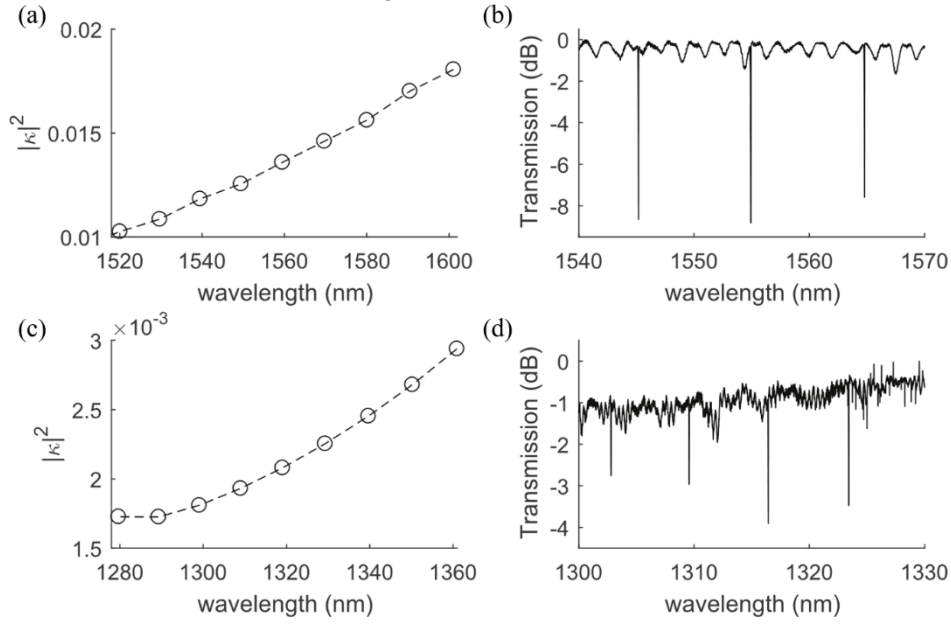 (a)
0.02
0.015
0.01
|κ|²
1520 1540 1560 1580 1600
wavelength (nm)
(b)
0
-2
-4
-6
-8
Transmission (dB)
1540 1550 1560 1570
wavelength (nm)
(c)
×10⁻³
3
2.5
2
1.5
|κ|²
1280 1300 1320 1340 1360
wavelength (nm)
(d)
0
-1
-2
-3
-4
Transmission (dB)
1300 1310 1320 1330
wavelength (nm)